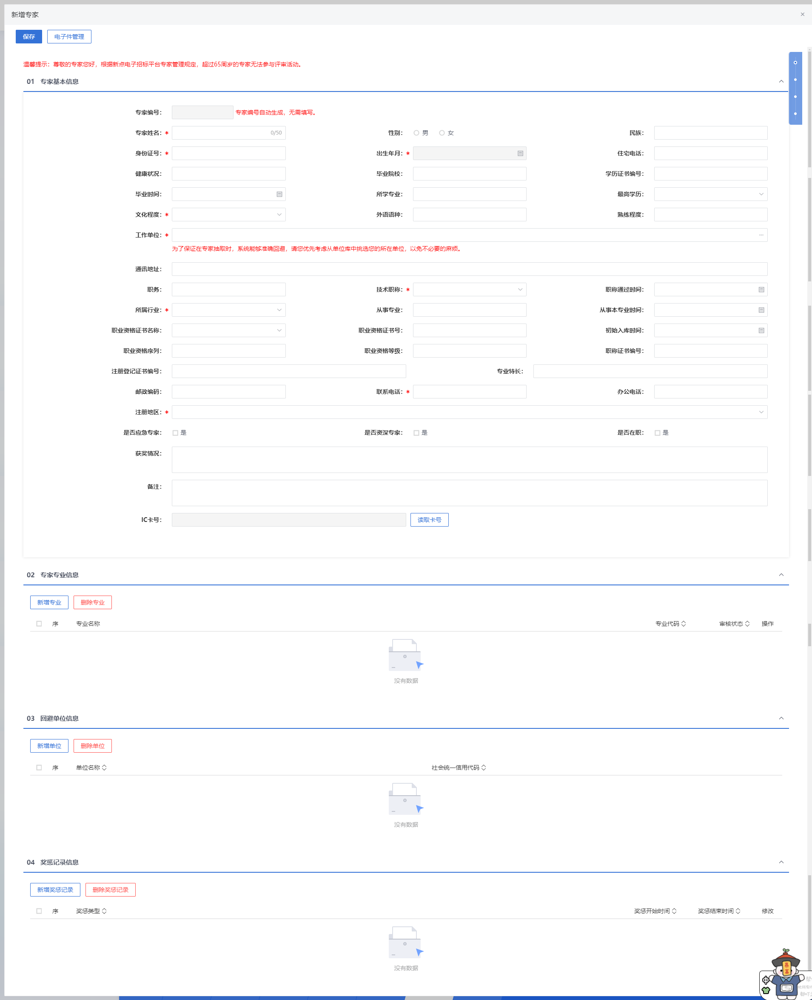 新增专家
×
保存 电子件管理
温馨提示：尊敬的专家您好，根据新点电子招标平台专家管理规定，超过65周岁的专家无法参与评审活动。
01 专家基本信息
专家编号： 专家编号自动生成，无需填写。
专家姓名：* 0/50 性别： 男 女 民族：
身份证号：* 出生年月：* 住宅电话：
健康状况： 毕业院校： 学历证书编号：
毕业时间： 所学专业： 最高学历：
文化程度：* 外语语种： 熟练程度：
工作单位：* ...
为了保证在专家抽取时，系统能够准确回避，请您优先考虑从单位库中挑选您的所在单位，以免不必要的麻烦。
通讯地址：
职务： 技术职称：* 职称通过时间：
所属行业：* 从事专业： 从事本专业时间：
职业资格证书名称： 职业资格证书号： 初始入库时间：
职业资格序列： 职业资格等级： 职称证书编号：
注册登记证书编号： 专业特长：
邮政编码： 联系电话：* 办公电话：
注册地区：*
是否应急专家： 是 是否资深专家： 是 是否在职： 是
获奖情况：
备注：
IC卡号： 读取卡号
02 专家专业信息
新增专业 删除专业
序 专业名称 专业代码 审核状态 操作
没有数据
03 回避单位信息
新增单位 删除单位
序 单位名称 社会统一信用代码
没有数据
04 奖惩记录信息
新增奖惩记录 删除奖惩记录
序 奖惩类型 奖惩开始时间 奖惩结束时间 修改
没有数据
中